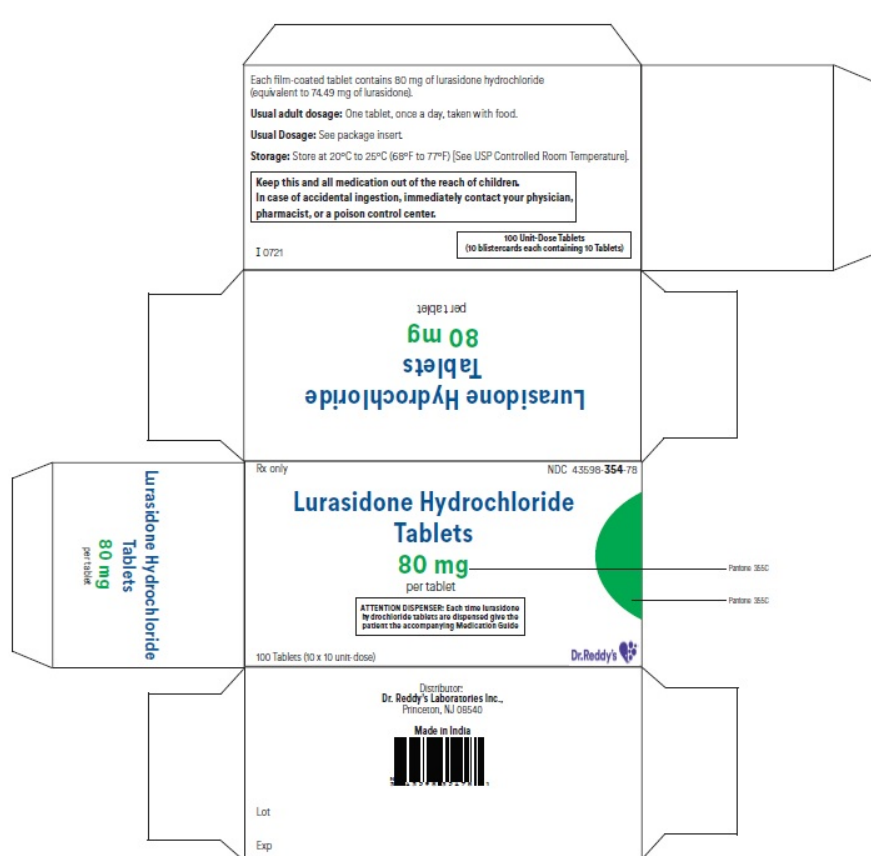 Each film-coated tablet contains 80 mg of lurasidone hydrochloride
(equivalent to 74.49 mg of lurasidone).
Usual adult dosage: One tablet, once a day, taken with food.
Usual Dosage: See package insert.
Storage: Store at 20°C to 25°C (68°F to 77°F) [See USP Controlled Room Temperature].
Keep this and all medication out of the reach of children.
In case of accidental ingestion, immediately contact your physician,
pharmacist, or a poison control center.
100 Unit-Dose Tablets
(10 blistercards each containing 10 Tablets)
I 0721
Lurasidone Hydrochloride
Tablets
80 mg
per tablet
Lurasidone Hydrochloride
Tablets
80 mg
per tablet
Rx only
NDC 43598-354-78
Lurasidone Hydrochloride
Tablets
80 mg
per tablet
Pantone 355C
Pantone 355C
ATTENTION DISPENSER: Each time lurasidone
hydrochloride tablets are dispensed give the
patient the accompanying Medication Guide
100 Tablets (10 x 10 unit-dose)
Dr.Reddy's
Distributor:
Dr. Reddy's Laboratories Inc.,
Princeton, NJ 08540
Made in India
Lot
Exp